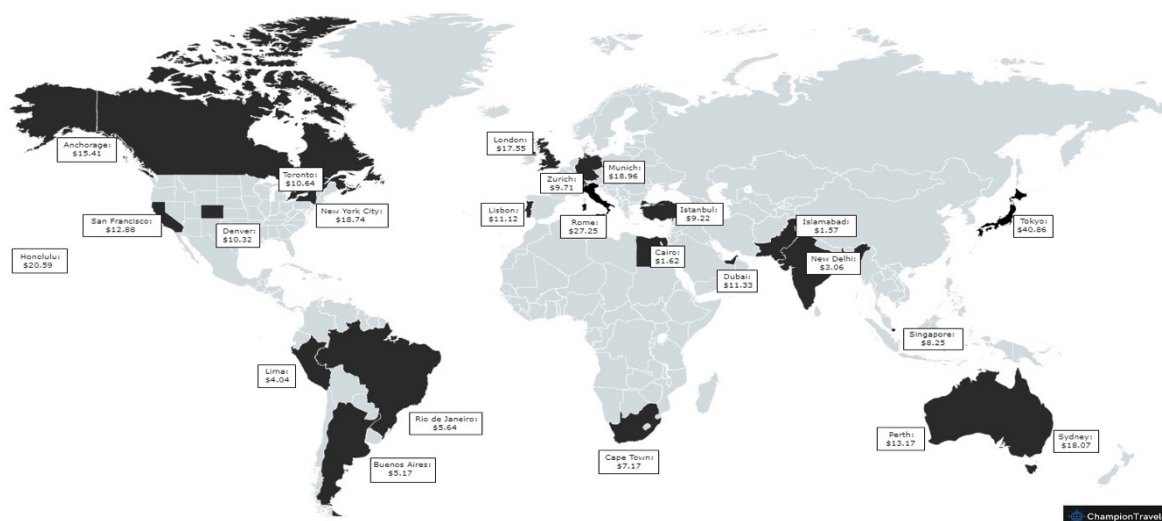 Anchorage:
$15.41
Toronto:
$10.64
San Francisco:
$12.88
Denver:
$10.32
New York City:
$18.74
Honolulu:
$20.59
London:
$17.55
Munich:
$18.96
Zurich:
$9.71
Lisbon:
$11.12
Rome:
$27.25
Istanbul:
$9.22
Cairo:
$1.62
Dubai:
$11.33
Islamabad:
$1.57
New Delhi:
$3.06
Tokyo:
$40.86
Singapore:
$8.25
Lima:
$4.04
Rio de Janeiro:
$5.64
Buenos Aires:
$5.17
Cape Town:
$7.17
Perth:
$13.17
Sydney:
$18.07
ChampionTravel